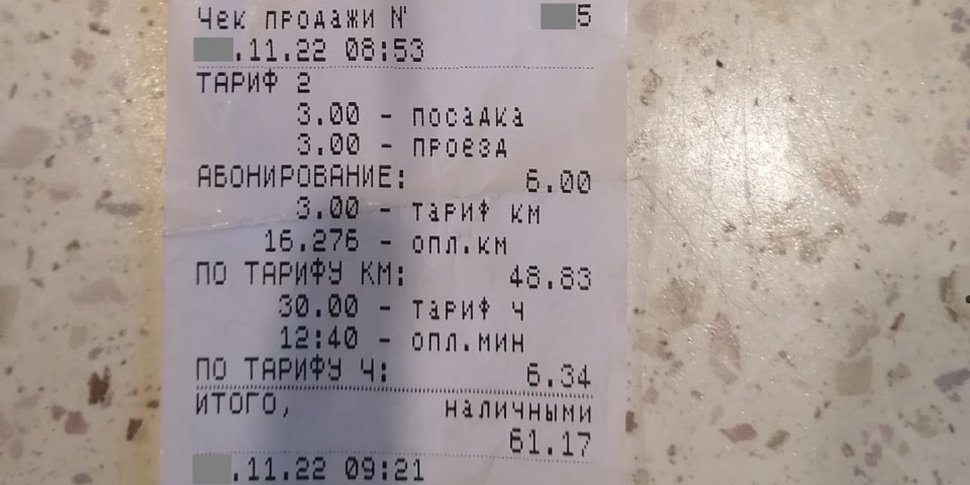 Чек продажи № 5
.11.22 08:53
ТАРИФ 2
3.00 - посадка
3.00 - проезд
АБОНИРОВАНИЕ: 6.00
3.00 - тариф км
16.276 - опл.км
ПО ТАРИФУ КМ: 48.83
30.00 - тариф ч
12:40 - опл.мин
ПО ТАРИФУ Ч: 6.34
ИТОГО, наличными
61.17
.11.22 09:21